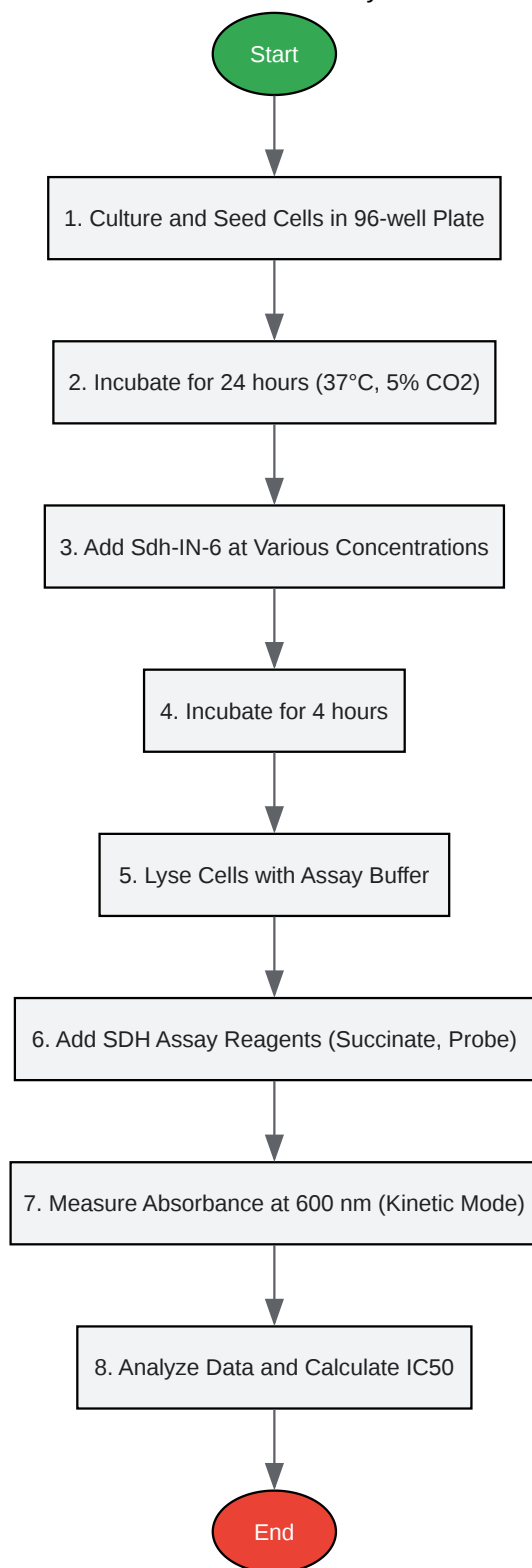 Start
1. Culture and Seed Cells in 96-well Plate
2. Incubate for 24 hours (37°C, 5% CO2)
3. Add Sdh-IN-6 at Various Concentrations
4. Incubate for 4 hours
5. Lyse Cells with Assay Buffer
6. Add SDH Assay Reagents (Succinate, Probe)
7. Measure Absorbance at 600 nm (Kinetic Mode)
8. Analyze Data and Calculate IC50
End